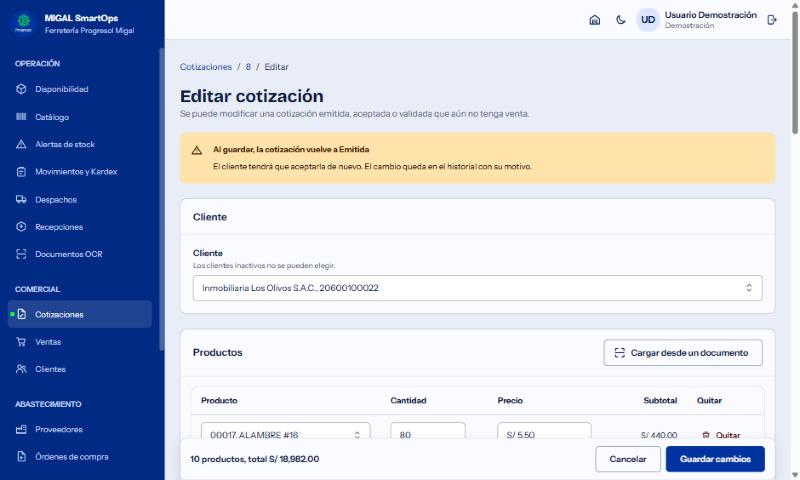 MIGAL SmartOps
Ferretería Progresol Migal
Progresol
OPERACIÓN
Disponibilidad
Catálogo
Alertas de stock
Movimientos y Kardex
Despachos
Recepciones
Documentos OCR
COMERCIAL
Cotizaciones
Ventas
Clientes
ABASTECIMIENTO
Proveedores
Órdenes de compra
UD
Usuario Demostración
Demostración
Cotizaciones / 8 / Editar
Editar cotización
Se puede modificar una cotización emitida, aceptada o validada que aún no tenga venta.
Al guardar, la cotización vuelve a Emitida
El cliente tendrá que aceptarla de nuevo. El cambio queda en el historial con su motivo.
Cliente
Cliente
Los clientes inactivos no se pueden elegir.
Inmobiliaria Los Olivos S.A.C., 20600100022
Productos
Cargar desde un documento
Producto Cantidad Precio Subtotal Quitar
00017, ALAMBRE #16 80 S/ 5.50 S/ 440.00 Quitar
10 productos, total S/ 18,982.00
Cancelar
Guardar cambios